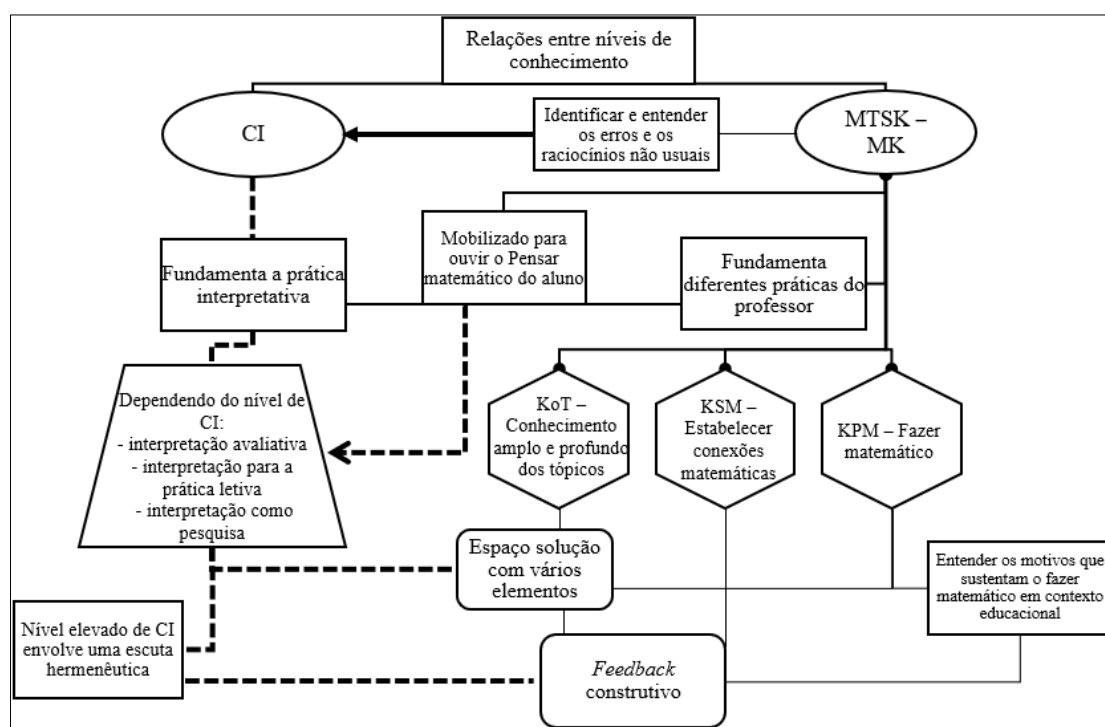 Relações entre níveis de
conhecimento
CI
Identificar e entender
os erros e os
raciocínios não usuais
MTSK –
MK
Mobilizado para
ouvir o Pensar
matemático do aluno
Fundamenta a prática
interpretativa
Fundamenta
diferentes práticas do
professor
Dependendo do nível de
CI:
- interpretação avaliativa
- interpretação para a
prática letiva
- interpretação como
pesquisa
KoT –
Conhecimento
amplo e profundo
dos tópicos
KSM –
Estabelecer
conexões
matemáticas
KPM – Fazer
matemático
Espaço solução
com vários
elementos
Entender os motivos que
sustentam o fazer
matemático em contexto
educacional
Nível elevado de CI
envolve uma escuta
hermenêutica
Feedback
construtivo